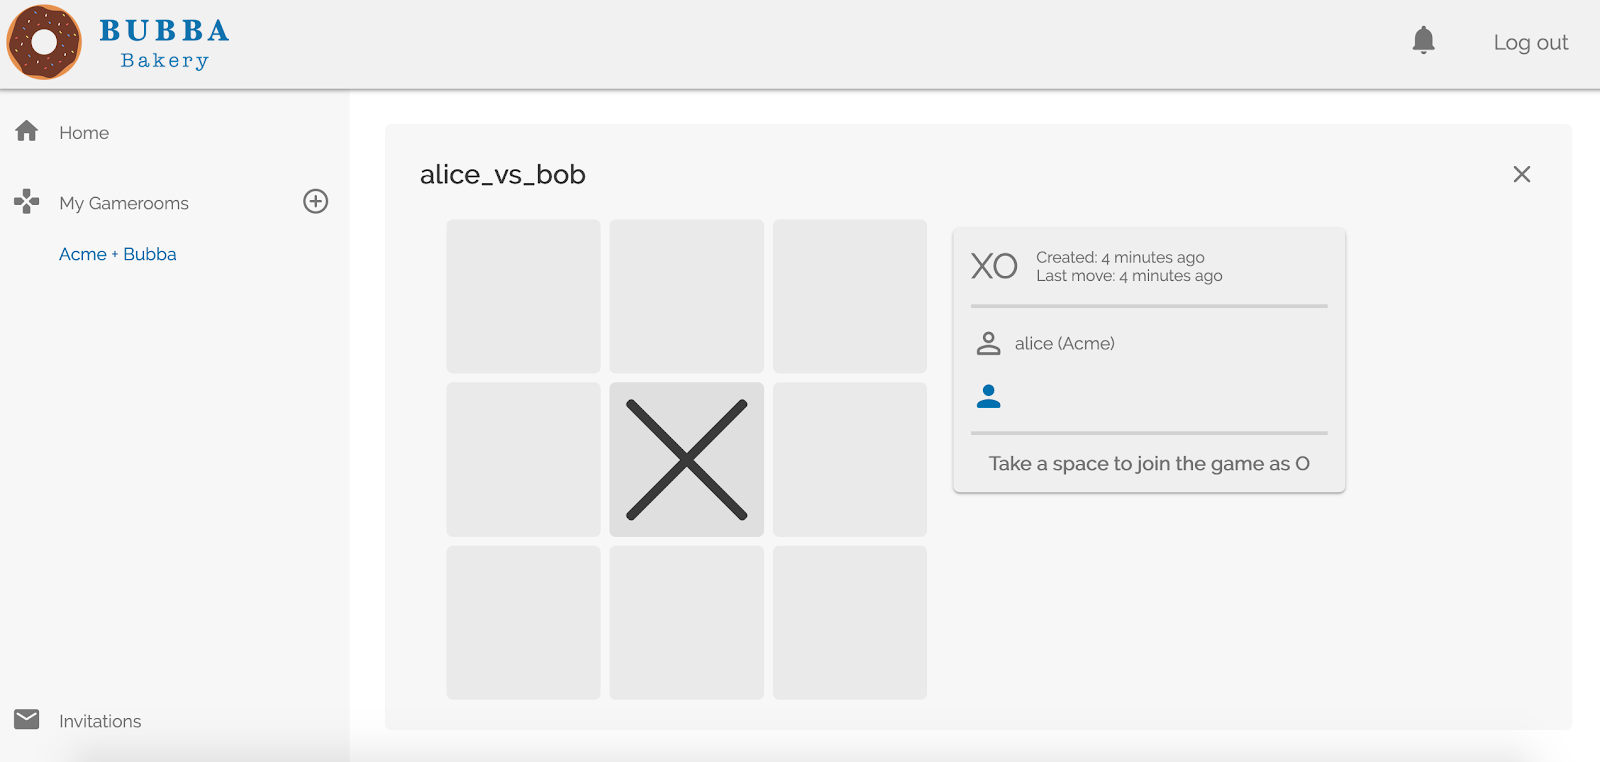 BUBBA
Bakery
Log out
Home
My Gamerooms
Acme + Bubba
Invitations
alice_vs_bob
XO
Created: 4 minutes ago
Last move: 4 minutes ago
alice (Acme)
Take a space to join the game as O